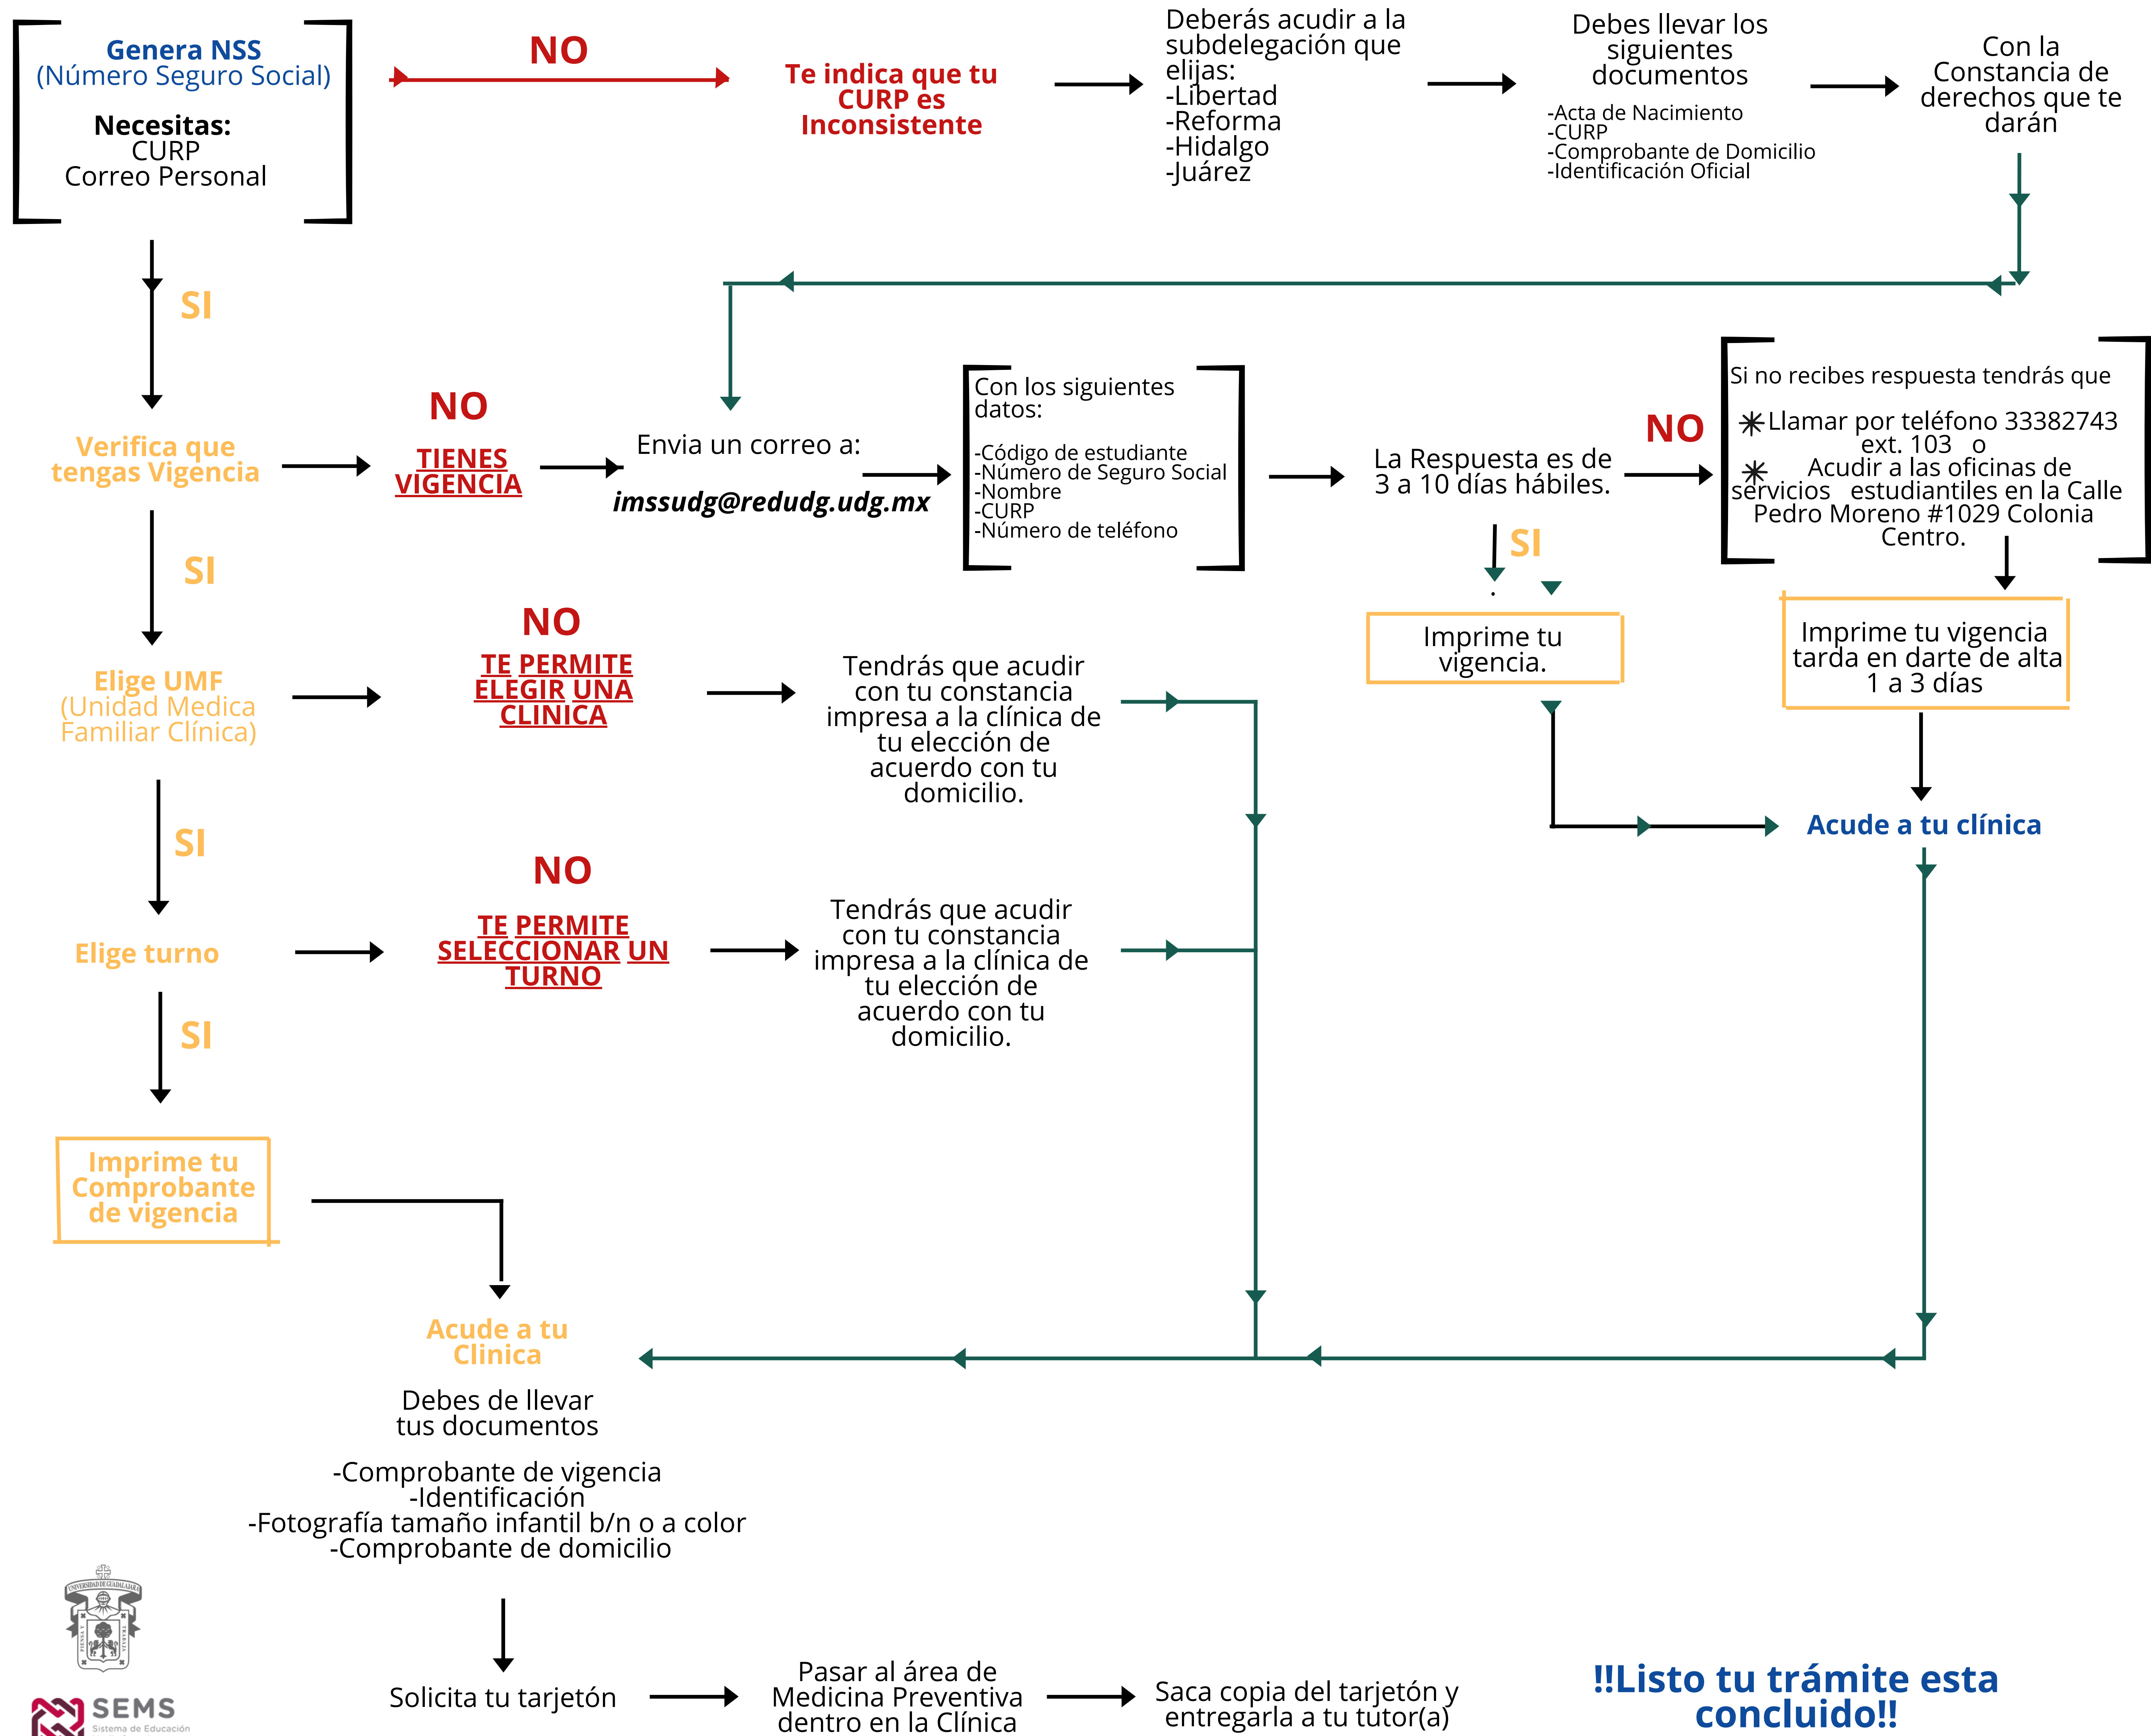 Genera NSS
(Número Seguro Social)
Necesitas:
CURP
Correo Personal
NO
Te indica que tu
CURP es
Inconsistente
Deberás acudir a la
subdelegación que
elijas:
-Libertad
-Reforma
-Hidalgo
-Juárez
Debes llevar los
siguientes
documentos
-Acta de Nacimiento
-CURP
-Comprobante de Domicilio
-Identificación Oficial
Con la
Constancia de
derechos que te
darán
SI
Verifica que
tengas Vigencia
NO
TIENES
VIGENCIA
Envia un correo a:
imssudg@redudg.udg.mx
Con los siguientes
datos:
-Código de estudiante
-Número de Seguro Social
-Nombre
-CURP
-Número de teléfono
La Respuesta es de
3 a 10 días hábiles.
NO
Si no recibes respuesta tendrás que
Llamar por teléfono 33382743
ext. 103 o
Acudir a las oficinas de
servicios estudiantiles en la Calle
Pedro Moreno #1029 Colonia
Centro.
SI
Imprime tu
vigencia.
Imprime tu vigencia
tarda en darte de alta
1 a 3 días
Acude a tu clínica
SI
Elige UMF
(Unidad Medica
Familiar Clínica)
NO
TE PERMITE
ELEGIR UNA
CLINICA
Tendrás que acudir
con tu constancia
impresa a la clínica de
tu elección de
acuerdo con tu
domicilio.
SI
Elige turno
NO
TE PERMITE
SELECCIONAR UN
TURNO
Tendrás que acudir
con tu constancia
impresa a la clínica de
tu elección de
acuerdo con tu
domicilio.
SI
Imprime tu
Comprobante
de vigencia
Acude a tu
Clinica
Debes de llevar
tus documentos
-Comprobante de vigencia
-Identificación
-Fotografía tamaño infantil b/n o a color
-Comprobante de domicilio
Solicita tu tarjetón
Pasar al área de
Medicina Preventiva
dentro en la Clínica
Saca copia del tarjetón y
entregarla a tu tutor(a)
!!Listo tu trámite esta
concluido!!
UNIVERSIDAD DE GUADALAJARA
PIENSA Y
TRABAJA
SEMS
Sistema de Educación